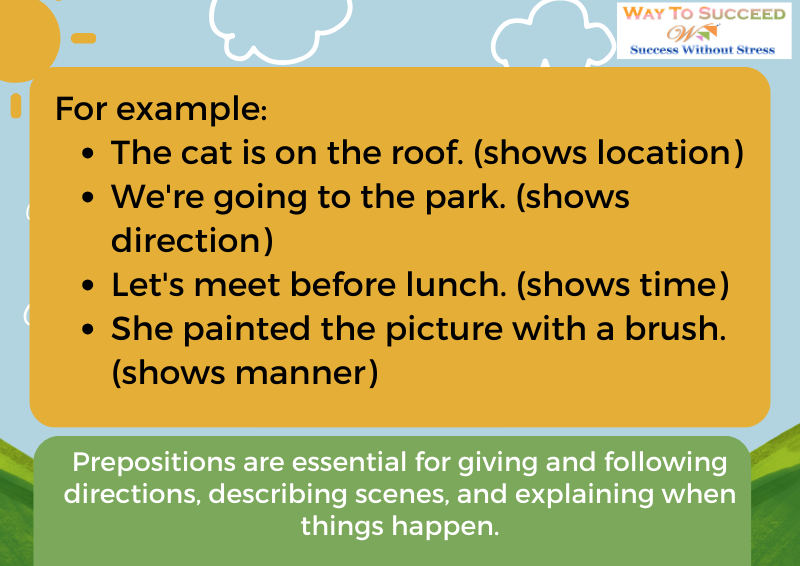 WAY TO SUCCEED
W
Success Without Stress
For example:
• The cat is on the roof. (shows location)
• We're going to the park. (shows
direction)
• Let's meet before lunch. (shows time)
• She painted the picture with a brush.
(shows manner)
Prepositions are essential for giving and following
directions, describing scenes, and explaining when
things happen.